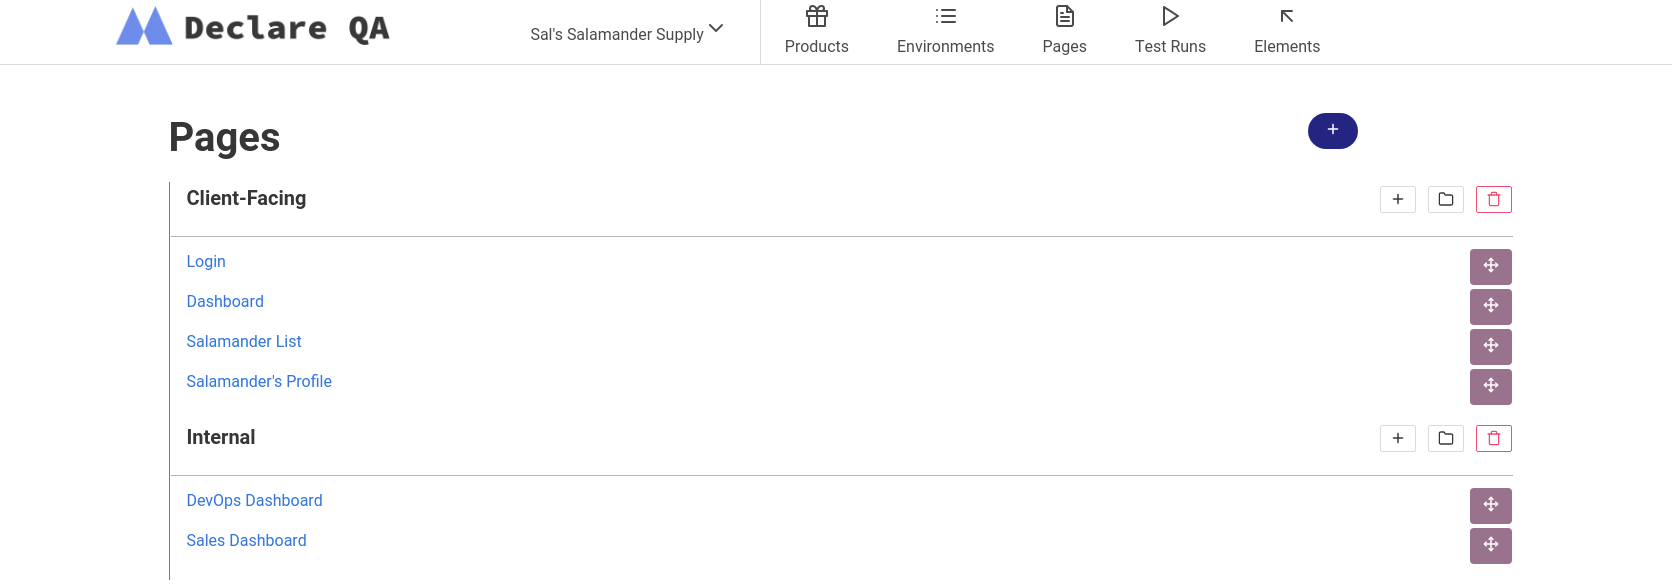 Declare QA
Sal's Salamander Supply
Products
Environments
Pages
Test Runs
Elements
Pages
Client-Facing
Login
Dashboard
Salamander List
Salamander's Profile
Internal
DevOps Dashboard
Sales Dashboard